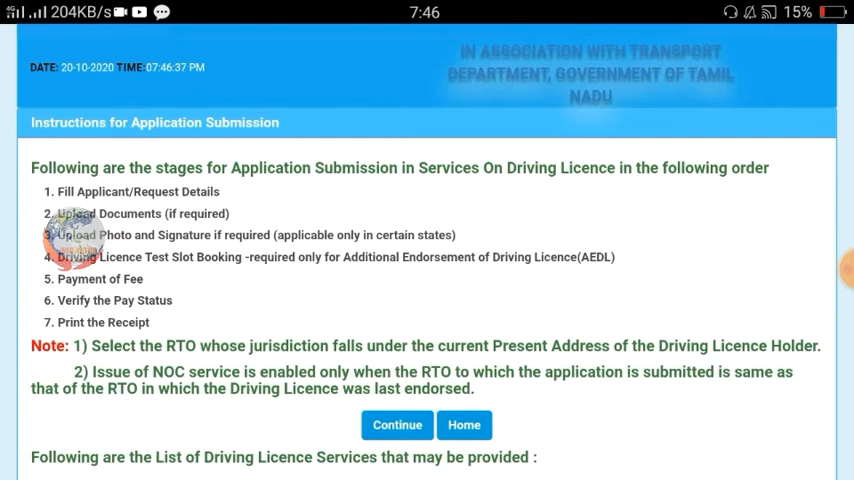 4G 204KB/s 7:46 15%
DATE: 20-10-2020 TIME:07:46:37 PM
IN ASSOCIATION WITH TRANSPORT
DEPARTMENT, GOVERNMENT OF TAMIL
NADU
Instructions for Application Submission
Following are the stages for Application Submission in Services On Driving Licence in the following order
1. Fill Applicant/Request Details
2. Upload Documents (if required)
3. Upload Photo and Signature if required (applicable only in certain states)
4. Driving Licence Test Slot Booking -required only for Additional Endorsement of Driving Licence(AEDL)
5. Payment of Fee
6. Verify the Pay Status
7. Print the Receipt
Note: 1) Select the RTO whose jurisdiction falls under the current Present Address of the Driving Licence Holder.
2) Issue of NOC service is enabled only when the RTO to which the application is submitted is same as
that of the RTO in which the Driving Licence was last endorsed.
Continue Home
Following are the List of Driving Licence Services that may be provided :